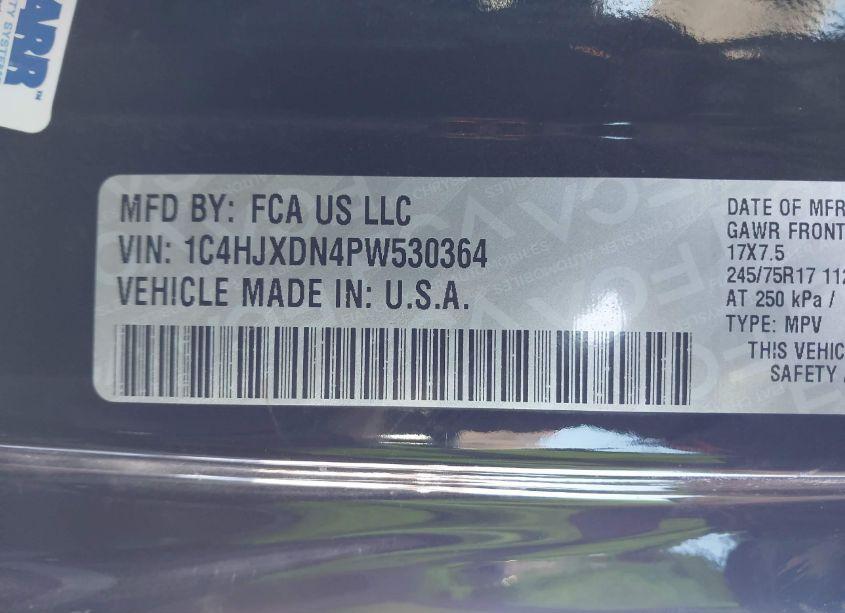 MFD BY: FCA US LLC
VIN: 1C4HJXDN4PW530364
VEHICLE MADE IN: U.S.A.
DATE OF MFR
GAWR FRONT
17X7.5
245/75R17 112
AT 250 kPa /
TYPE: MPV
THIS VEHIC
SAFETY